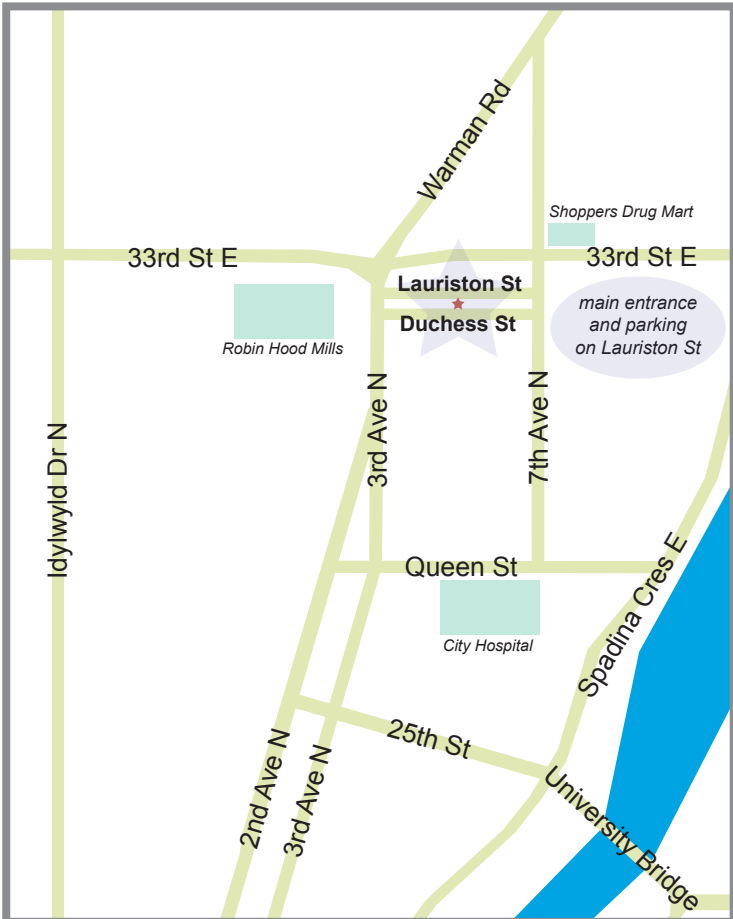 Warman Rd
Shoppers Drug Mart
33rd St E
33rd St E
Lauriston St
Duchess St
main entrance
and parking
on Lauriston St
Robin Hood Mills
3rd Ave N
7th Ave N
Idylwyld Dr N
Queen St
Spadina Cres E
City Hospital
25th St
2nd Ave N
3rd Ave N
University Bridge